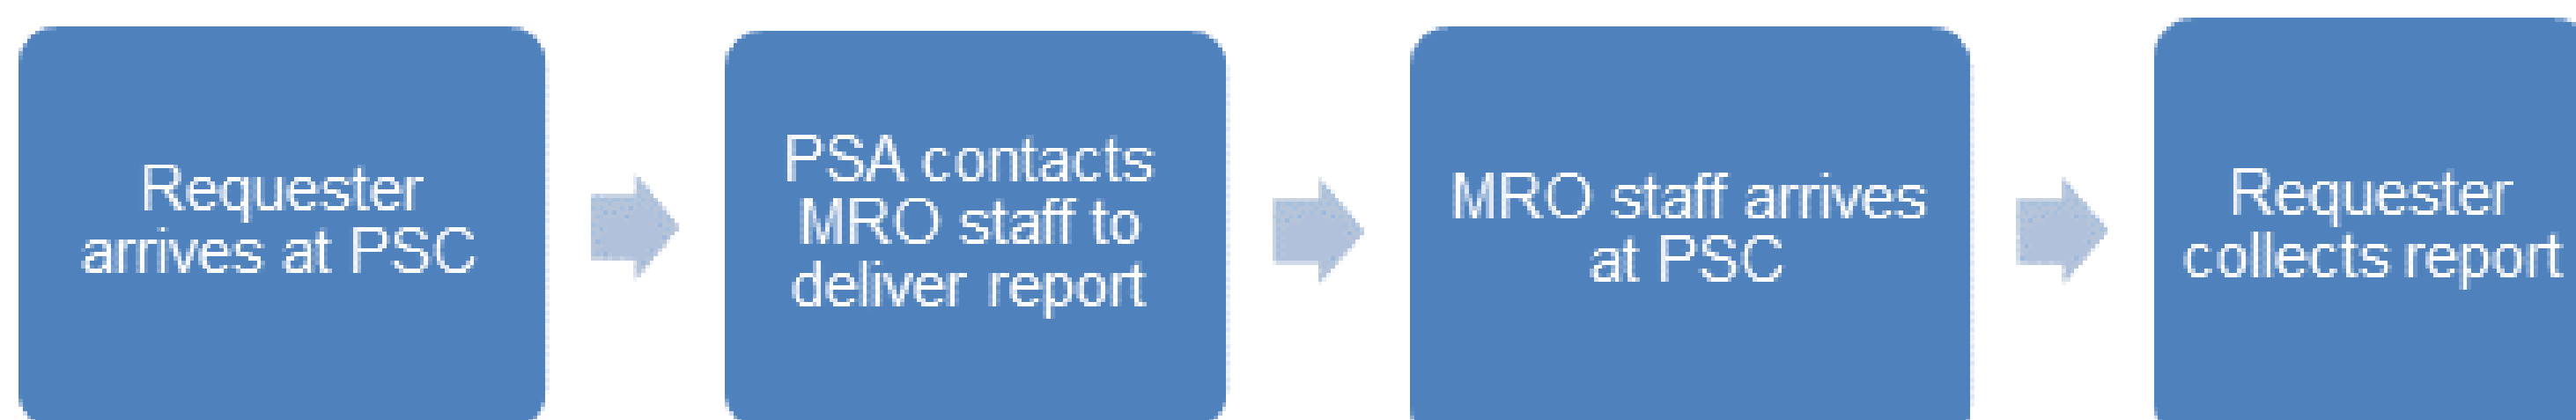 Requester
arrives at PSC
PSA contacts
MRO staff to
deliver report
MRO staff arrives
at PSC
Requester
collects report